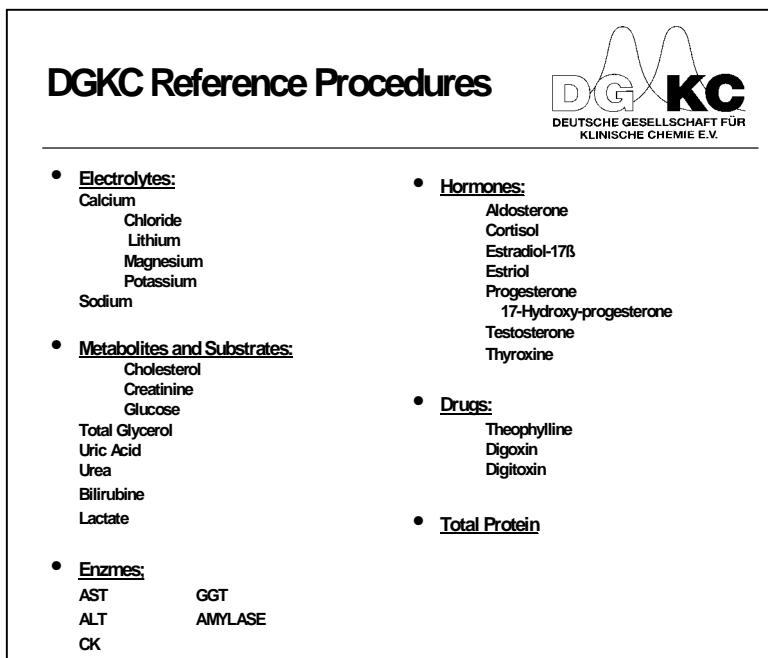 DGKC Reference Procedures
DG KC
DEUTSCHE GESELLSCHAFT FÜR
KLINISCHE CHEMIE E.V.
• Electrolytes:
Calcium
Chloride
Lithium
Magnesium
Potassium
Sodium
• Metabolites and Substrates:
Cholesterol
Creatinine
Glucose
Total Glycerol
Uric Acid
Urea
Bilirubine
Lactate
• Enzmes;
AST GGT
ALT AMYLASE
CK
• Hormones:
Aldosterone
Cortisol
Estradiol-17ß
Estriol
Progesterone
17-Hydroxy-progesterone
Testosterone
Thyroxine
• Drugs:
Theophylline
Digoxin
Digitoxin
• Total Protein